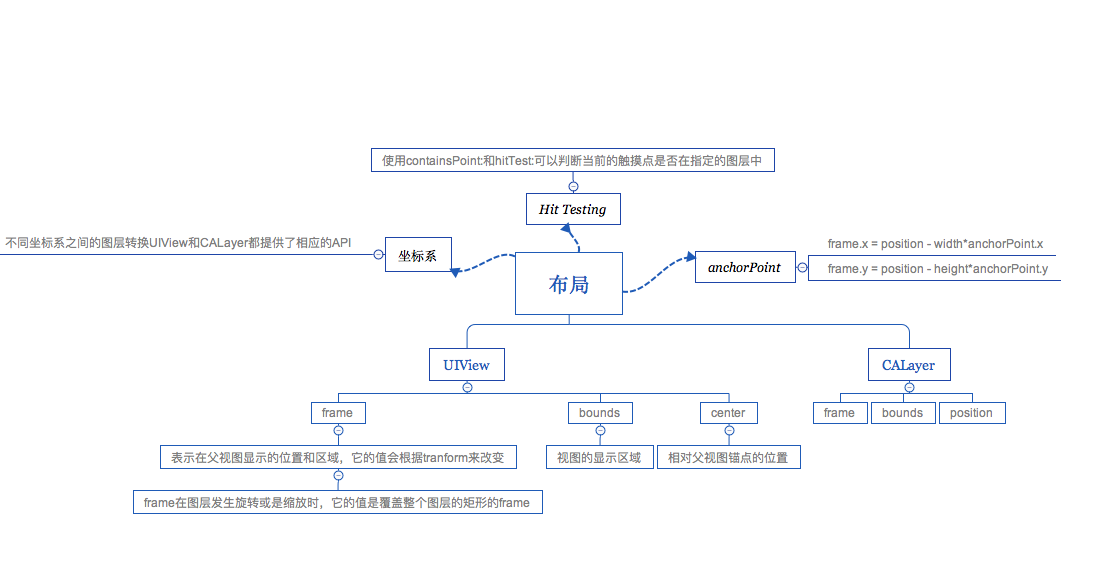 使用containsPoint:和hitTest:可以判断当前的触摸点是否在指定的图层中
Hit Testing
不同坐标系之间的图层转换UIView和CALayer都提供了相应的API
坐标系
布局
anchorPoint
frame.x = position - width*anchorPoint.x
frame.y = position - height*anchorPoint.y
UIView
CALayer
frame
bounds
center
frame
bounds
position
表示在父视图显示的位置和区域，它的值会根据tranform来改变
视图的显示区域
相对父视图锚点的位置
frame在图层发生旋转或是缩放时，它的值是覆盖整个图层的矩形的frame